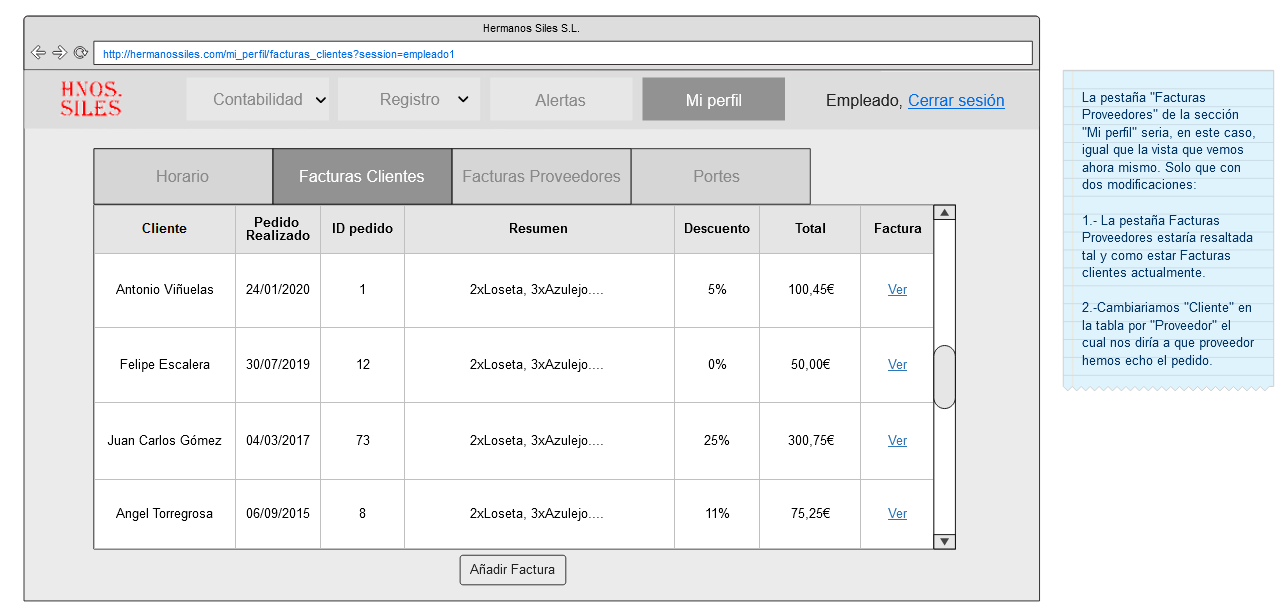 Hermanos Siles S.L.
http://hermanossiles.com/mi_perfil/facturas_clientes?session=empleado1
HNOS.
SILES
Contabilidad
Registro
Alertas
Mi perfil
Empleado, Cerrar sesión
Horario
Facturas Clientes
Facturas Proveedores
Portes
Cliente
Pedido
Realizado
ID pedido
Resumen
Descuento
Total
Factura
Antonio Viñuelas
24/01/2020
1
2xLoseta, 3xAzulejo....
5%
100,45€
Ver
Felipe Escalera
30/07/2019
12
2xLoseta, 3xAzulejo....
0%
50,00€
Ver
Juan Carlos Gómez
04/03/2017
73
2xLoseta, 3xAzulejo....
25%
300,75€
Ver
Angel Torregrosa
06/09/2015
8
2xLoseta, 3xAzulejo....
11%
75,25€
Ver
Añadir Factura
La pestaña "Facturas
Proveedores" de la sección
"Mi perfil" seria, en este caso,
igual que la vista que vemos
ahora mismo. Solo que con
dos modificaciones:
1.- La pestaña Facturas
Proveedores estaría resaltada
tal y como estar Facturas
clientes actualmente.
2.-Cambiariamos "Cliente" en
la tabla por "Proveedor" el
cual nos diría a que proveedor
hemos echo el pedido.